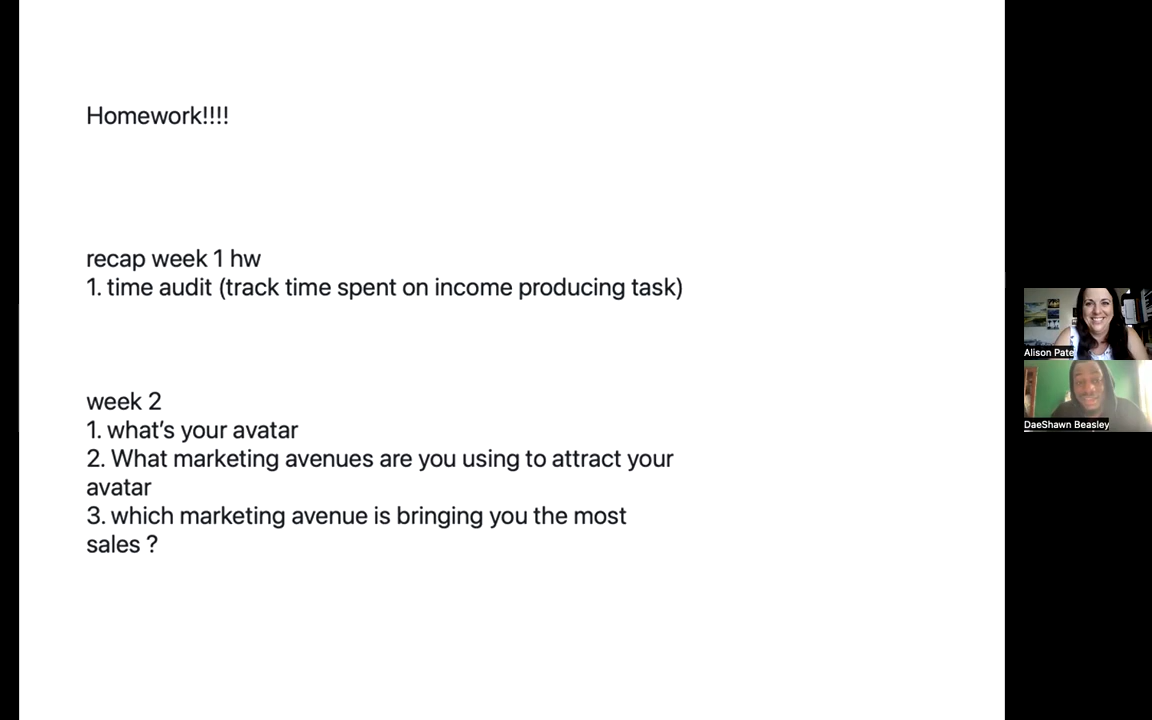 Homework!!!!
recap week 1 hw
1. time audit (track time spent on income producing task)
week 2
1. what’s your avatar
2. What marketing avenues are you using to attract your
avatar
3. which marketing avenue is bringing you the most
sales ?
Alison Pate
DaeShawn Beasley